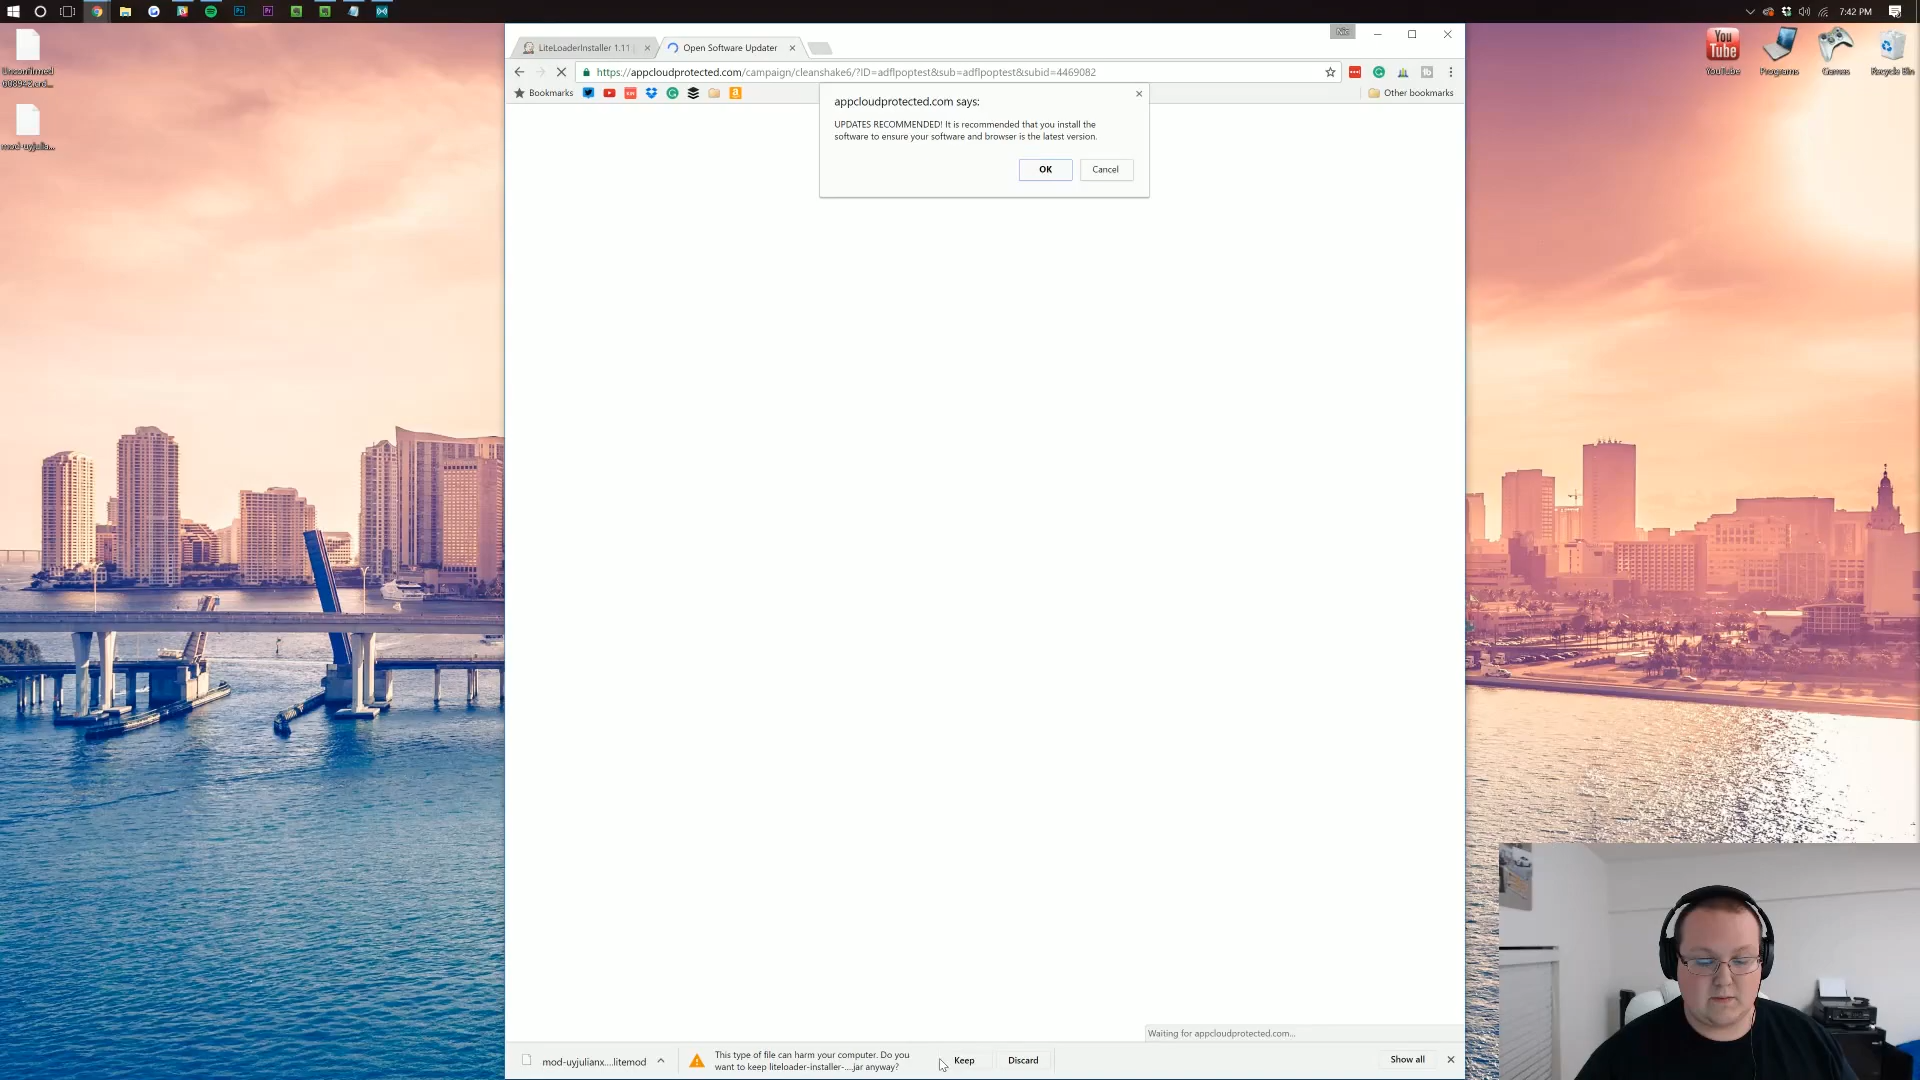 7:42 PM
Unconfirmed
mod-uyjulia...
YouTube
Programs
Games
Recycle Bin
Nic
LiteLoaderInstaller 1.11
Open Software Updater
https://appcloudprotected.com/campaign/cleanshake6/?ID=adflpoptest&sub=adflpoptest&subid=4469082
Bookmarks
Other bookmarks
appcloudprotected.com says:
UPDATES RECOMMENDED! It is recommended that you install the
software to ensure your software and browser is the latest version.
OK
Cancel
Waiting for appcloudprotected.com...
mod-uyjulianx....litemod
This type of file can harm your computer. Do you
want to keep liteloader-installer-....jar anyway?
Keep
Discard
Show all